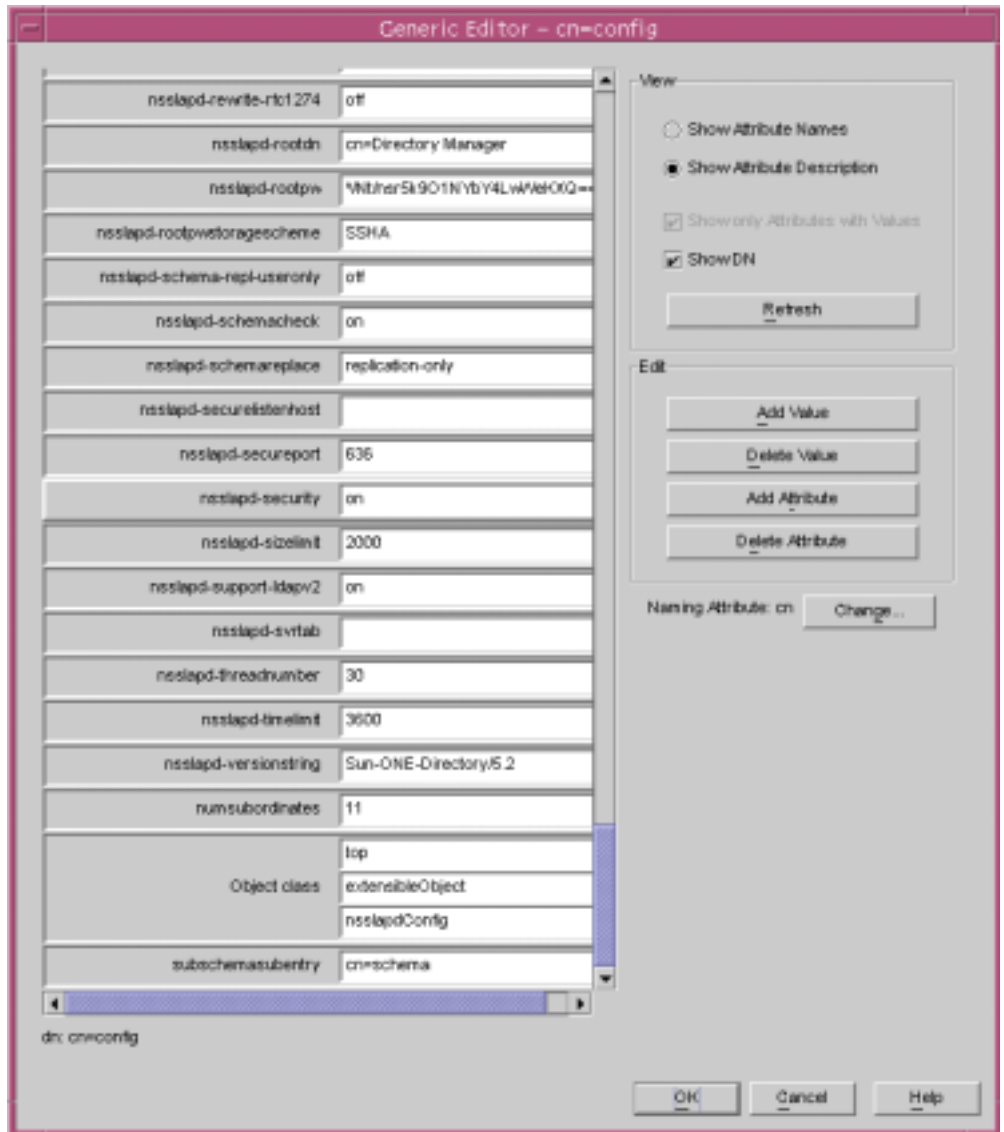 Generic Editor – cn=config
nsslapd-rewrite-rfc1274 off
nsslapd-rootdn cn=Directory Manager
nsslapd-rootpw
nsslapd-rootpwstoragescheme SSHA
nsslapd-schema-repl-useronly off
nsslapd-schemacheck on
nsslapd-schemareplace replication-only
nsslapd-securelistenhost
nsslapd-secureport 636
nsslapd-security on
nsslapd-sizelimit 2000
nsslapd-support-ldapv2 on
nsslapd-svrtab
nsslapd-threadnumber 30
nsslapd-timelimit 3600
nsslapd-versionstring Sun-ONE-Directory/5.2
numsubordinates 11
Object class
top
extensibleObject
nsslapdConfig
subschemasubentry cn=schema
dn: cn=config
View
Show Attribute Names
Show Attribute Description
Show only Attributes with Values
Show DN
Refresh
Edit
Add Value
Delete Value
Add Attribute
Delete Attribute
Naming Attribute: cn Change...
OK Cancel Help